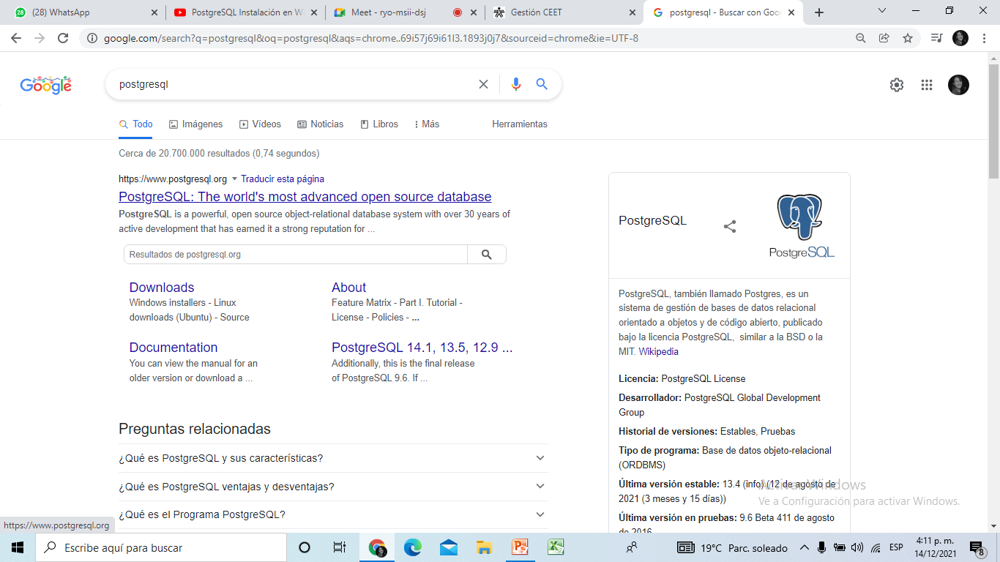 (28) WhatsApp
PostgreSQL Instalación en Wi
Meet - ryo-msii-dsj
Gestión CEET
postgresql - Buscar con Goo
google.com/search?q=postgresql&oq=postgresql&aqs=chrome..69i57j69i61l3.1893j0j7&sourceid=chrome&ie=UTF-8
Google
postgresql
Todo
Imágenes
Vídeos
Noticias
Libros
Más
Herramientas
Cerca de 20.700.000 resultados (0,74 segundos)
https://www.postgresql.org
Traducir esta página
PostgreSQL: The world's most advanced open source database
PostgreSQL is a powerful, open source object-relational database system with over 30 years of
active development that has earned it a strong reputation for ...
Resultados de postgresql.org
Downloads
Windows installers - Linux
downloads (Ubuntu) - Source
About
Feature Matrix - Part I. Tutorial -
License - Policies - ...
Documentation
You can view the manual for an
older version or download a ...
PostgreSQL 14.1, 13.5, 12.9 ...
Additionally, this is the final release
of PostgreSQL 9.6. If ...
Preguntas relacionadas
¿Qué es PostgreSQL y sus características?
¿Qué es PostgreSQL ventajas y desventajas?
¿Qué es el Programa PostgreSQL?
PostgreSQL
PostgreSQL
PostgreSQL, también llamado Postgres, es un
sistema de gestión de bases de datos relacional
orientado a objetos y de código abierto, publicado
bajo la licencia PostgreSQL, similar a la BSD o la
MIT. Wikipedia
Licencia: PostgreSQL License
Desarrollador: PostgreSQL Global Development
Group
Historial de versiones: Estables, Pruebas
Tipo de programa: Base de datos objeto-relacional
(ORDBMS)
Última versión estable: 13.4 (info) (12 de agosto de
2021 (3 meses y 15 días))
Última versión en pruebas: 9.6 Beta 411 de agosto
de 2016
Activar Windows
Ve a Configuración para activar Windows.
https://www.postgresql.org
Escribe aquí para buscar
19°C Parc. soleado
ESP
4:11 p. m.
14/12/2021
8